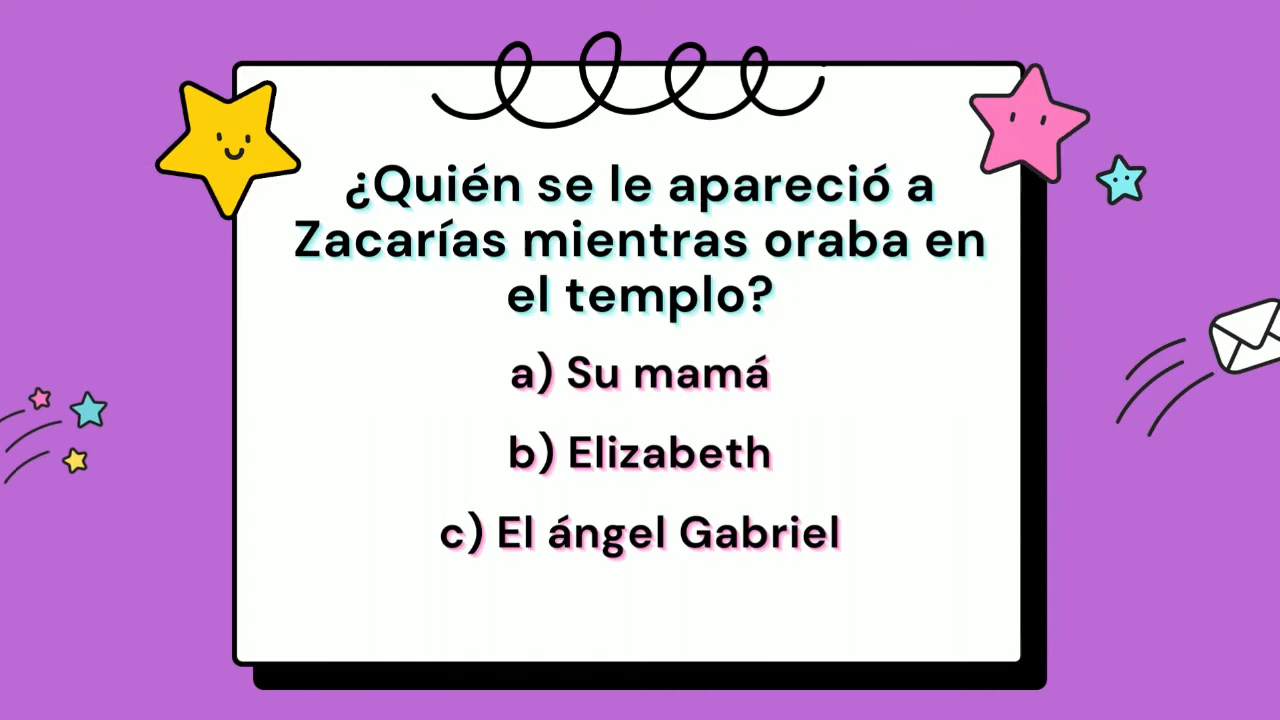 ¿Quién se le apareció a
Zacarías mientras oraba en
el templo?
a) Su mamá
b) Elizabeth
c) El ángel Gabriel